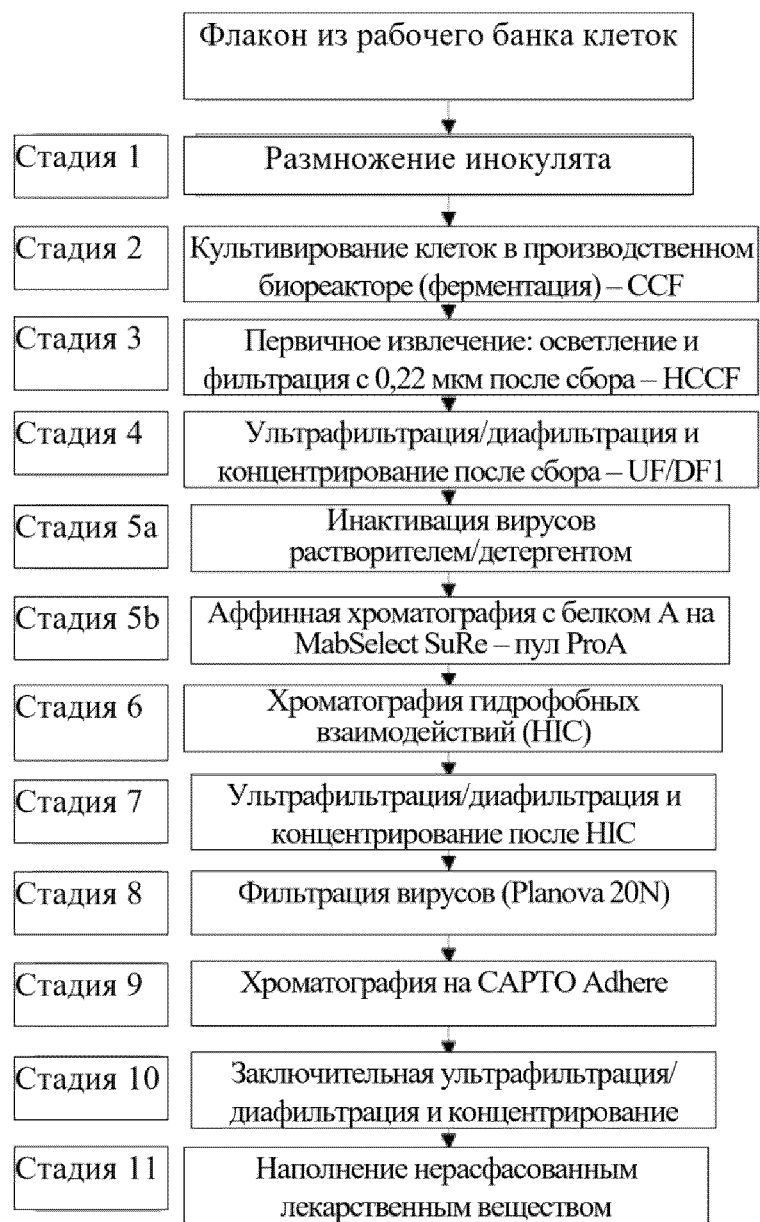 Флакон из рабочего банка клеток
Стадия 1
Размножение инокулята
Стадия 2
Культивирование клеток в производственном
биореакторе (ферментация) – CCF
Стадия 3
Первичное извлечение: осветление и
фильтрация с 0,22 мкм после сбора – HCCF
Стадия 4
Ультрафильтрация/диафильтрация и
концентрирование после сбора – UF/DF1
Стадия 5a
Инактивация вирусов
растворителем/детергентом
Стадия 5b
Аффинная хроматография с белком А на
MabSelect SuRe – пул ProA
Стадия 6
Хроматография гидрофобных
взаимодействий (HIC)
Стадия 7
Ультрафильтрация/диафильтрация и
концентрирование после HIC
Стадия 8
Фильтрация вирусов (Planova 20N)
Стадия 9
Хроматография на CAPTO Adhere
Стадия 10
Заключительная ультрафильтрация/
диафильтрация и концентрирование
Стадия 11
Наполнение нерасфасованным
лекарственным веществом